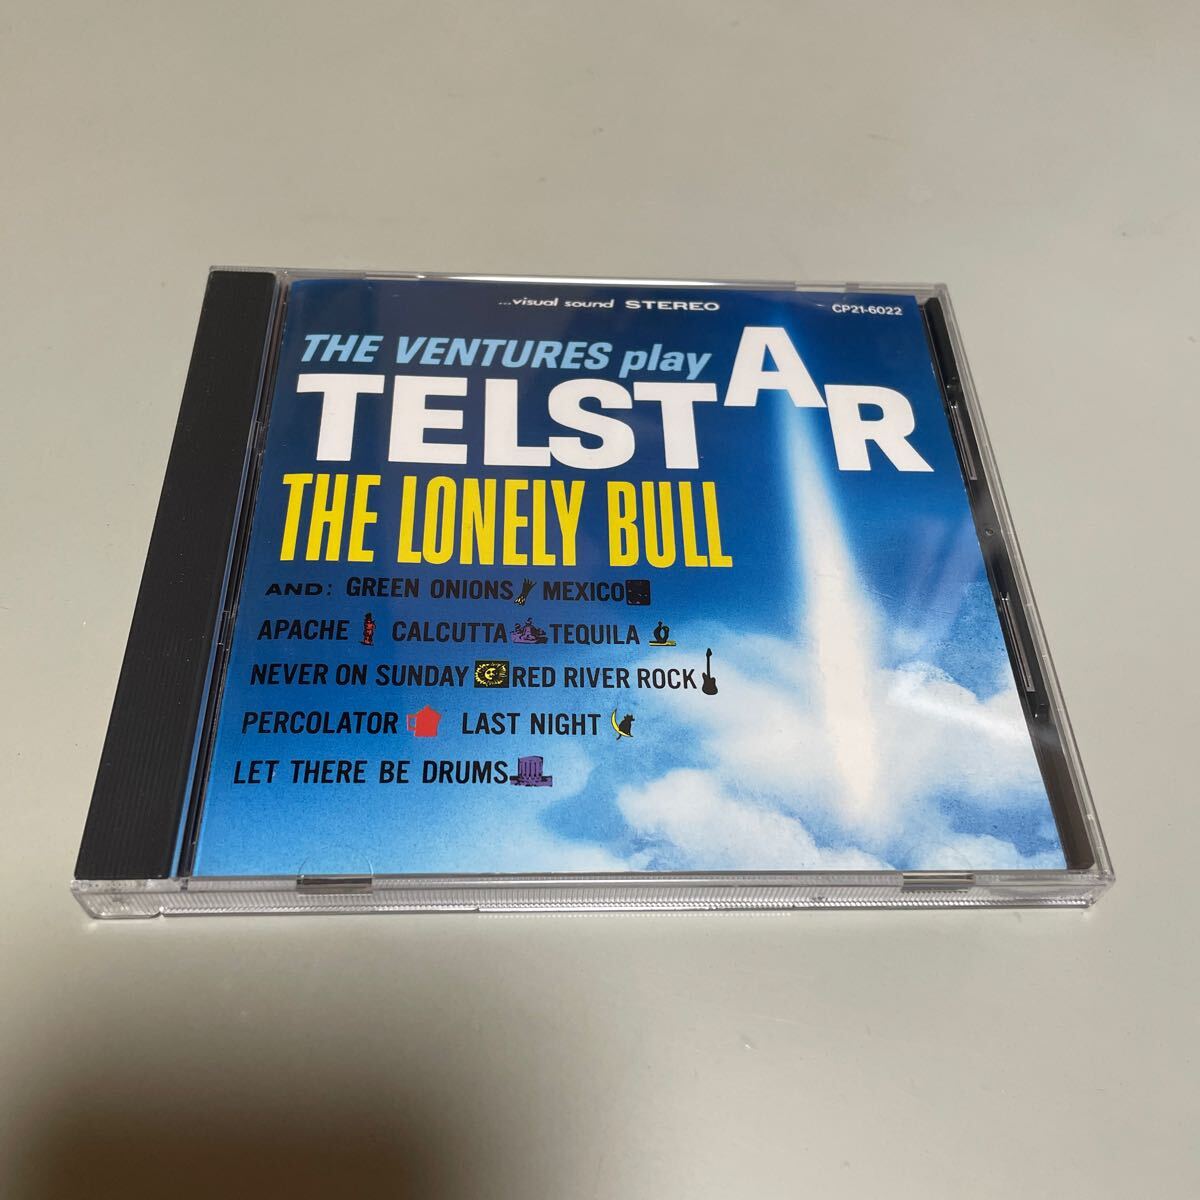 ...visual sound STEREO
CP21-6022
THE VENTURES play
TELSTAR
THE LONELY BULL
AND: GREEN ONIONS MEXICO
APACHE CALCUTTA TEQUILA
NEVER ON SUNDAY RED RIVER ROCK
PERCOLATOR LAST NIGHT
LET THERE BE DRUMS